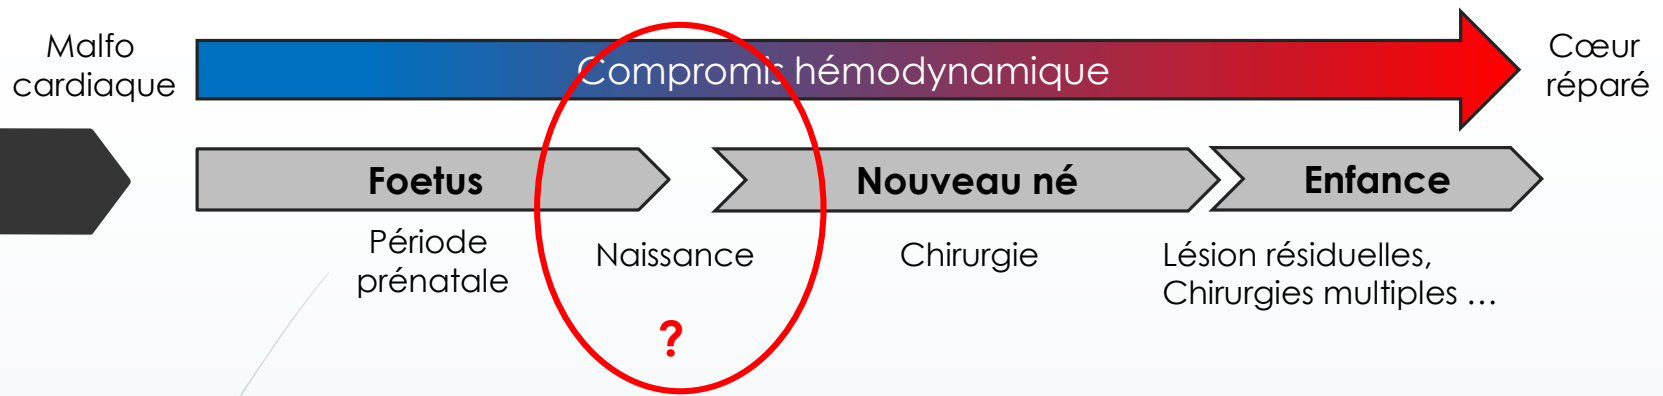 Malfo
cardiaque
Compromis hémodynamique
Cœur
réparé
Foetus
Nouveau né
Enfance
Période
prénatale
Naissance
Chirurgie
Lésion résiduelles,
Chirurgies multiples …
?